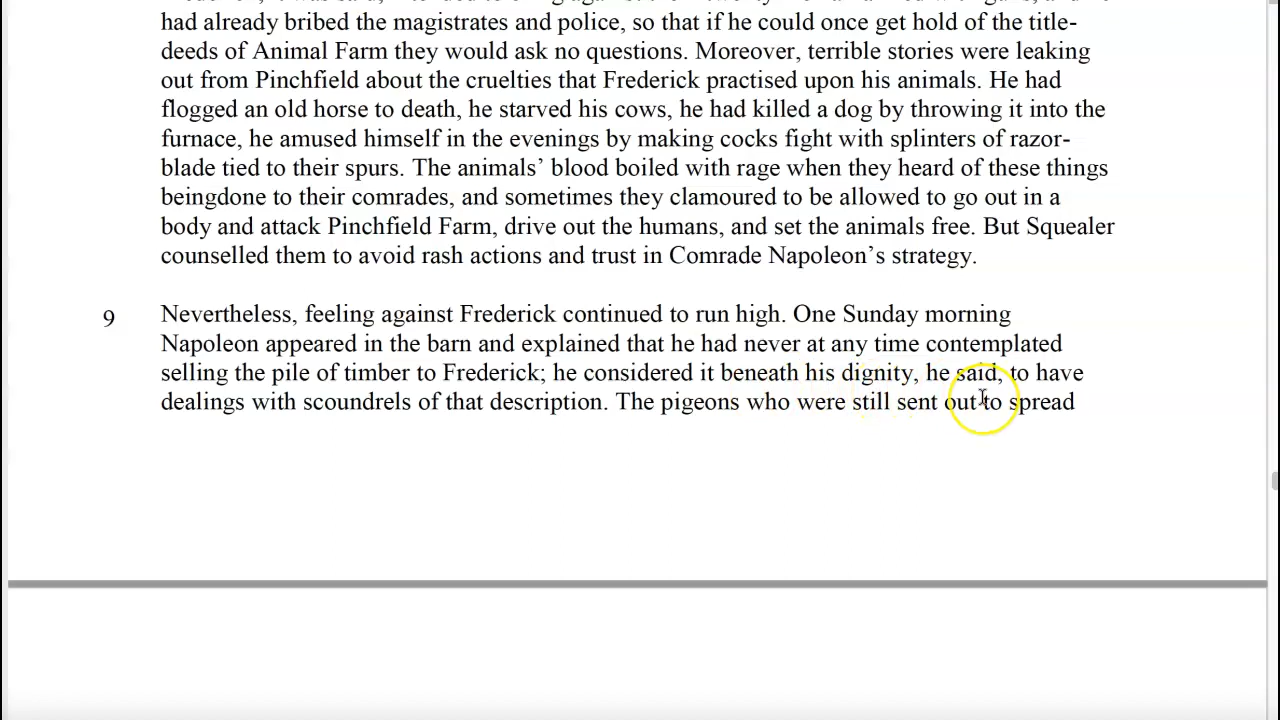 had already bribed the magistrates and police, so that if he could once get hold of the title-
deeds of Animal Farm they would ask no questions. Moreover, terrible stories were leaking
out from Pinchfield about the cruelties that Frederick practised upon his animals. He had
flogged an old horse to death, he starved his cows, he had killed a dog by throwing it into the
furnace, he amused himself in the evenings by making cocks fight with splinters of razor-
blade tied to their spurs. The animals’ blood boiled with rage when they heard of these things
beingdone to their comrades, and sometimes they clamoured to be allowed to go out in a
body and attack Pinchfield Farm, drive out the humans, and set the animals free. But Squealer
counselled them to avoid rash actions and trust in Comrade Napoleon’s strategy.
9 Nevertheless, feeling against Frederick continued to run high. One Sunday morning
Napoleon appeared in the barn and explained that he had never at any time contemplated
selling the pile of timber to Frederick; he considered it beneath his dignity, he said, to have
dealings with scoundrels of that description. The pigeons who were still sent out to spread